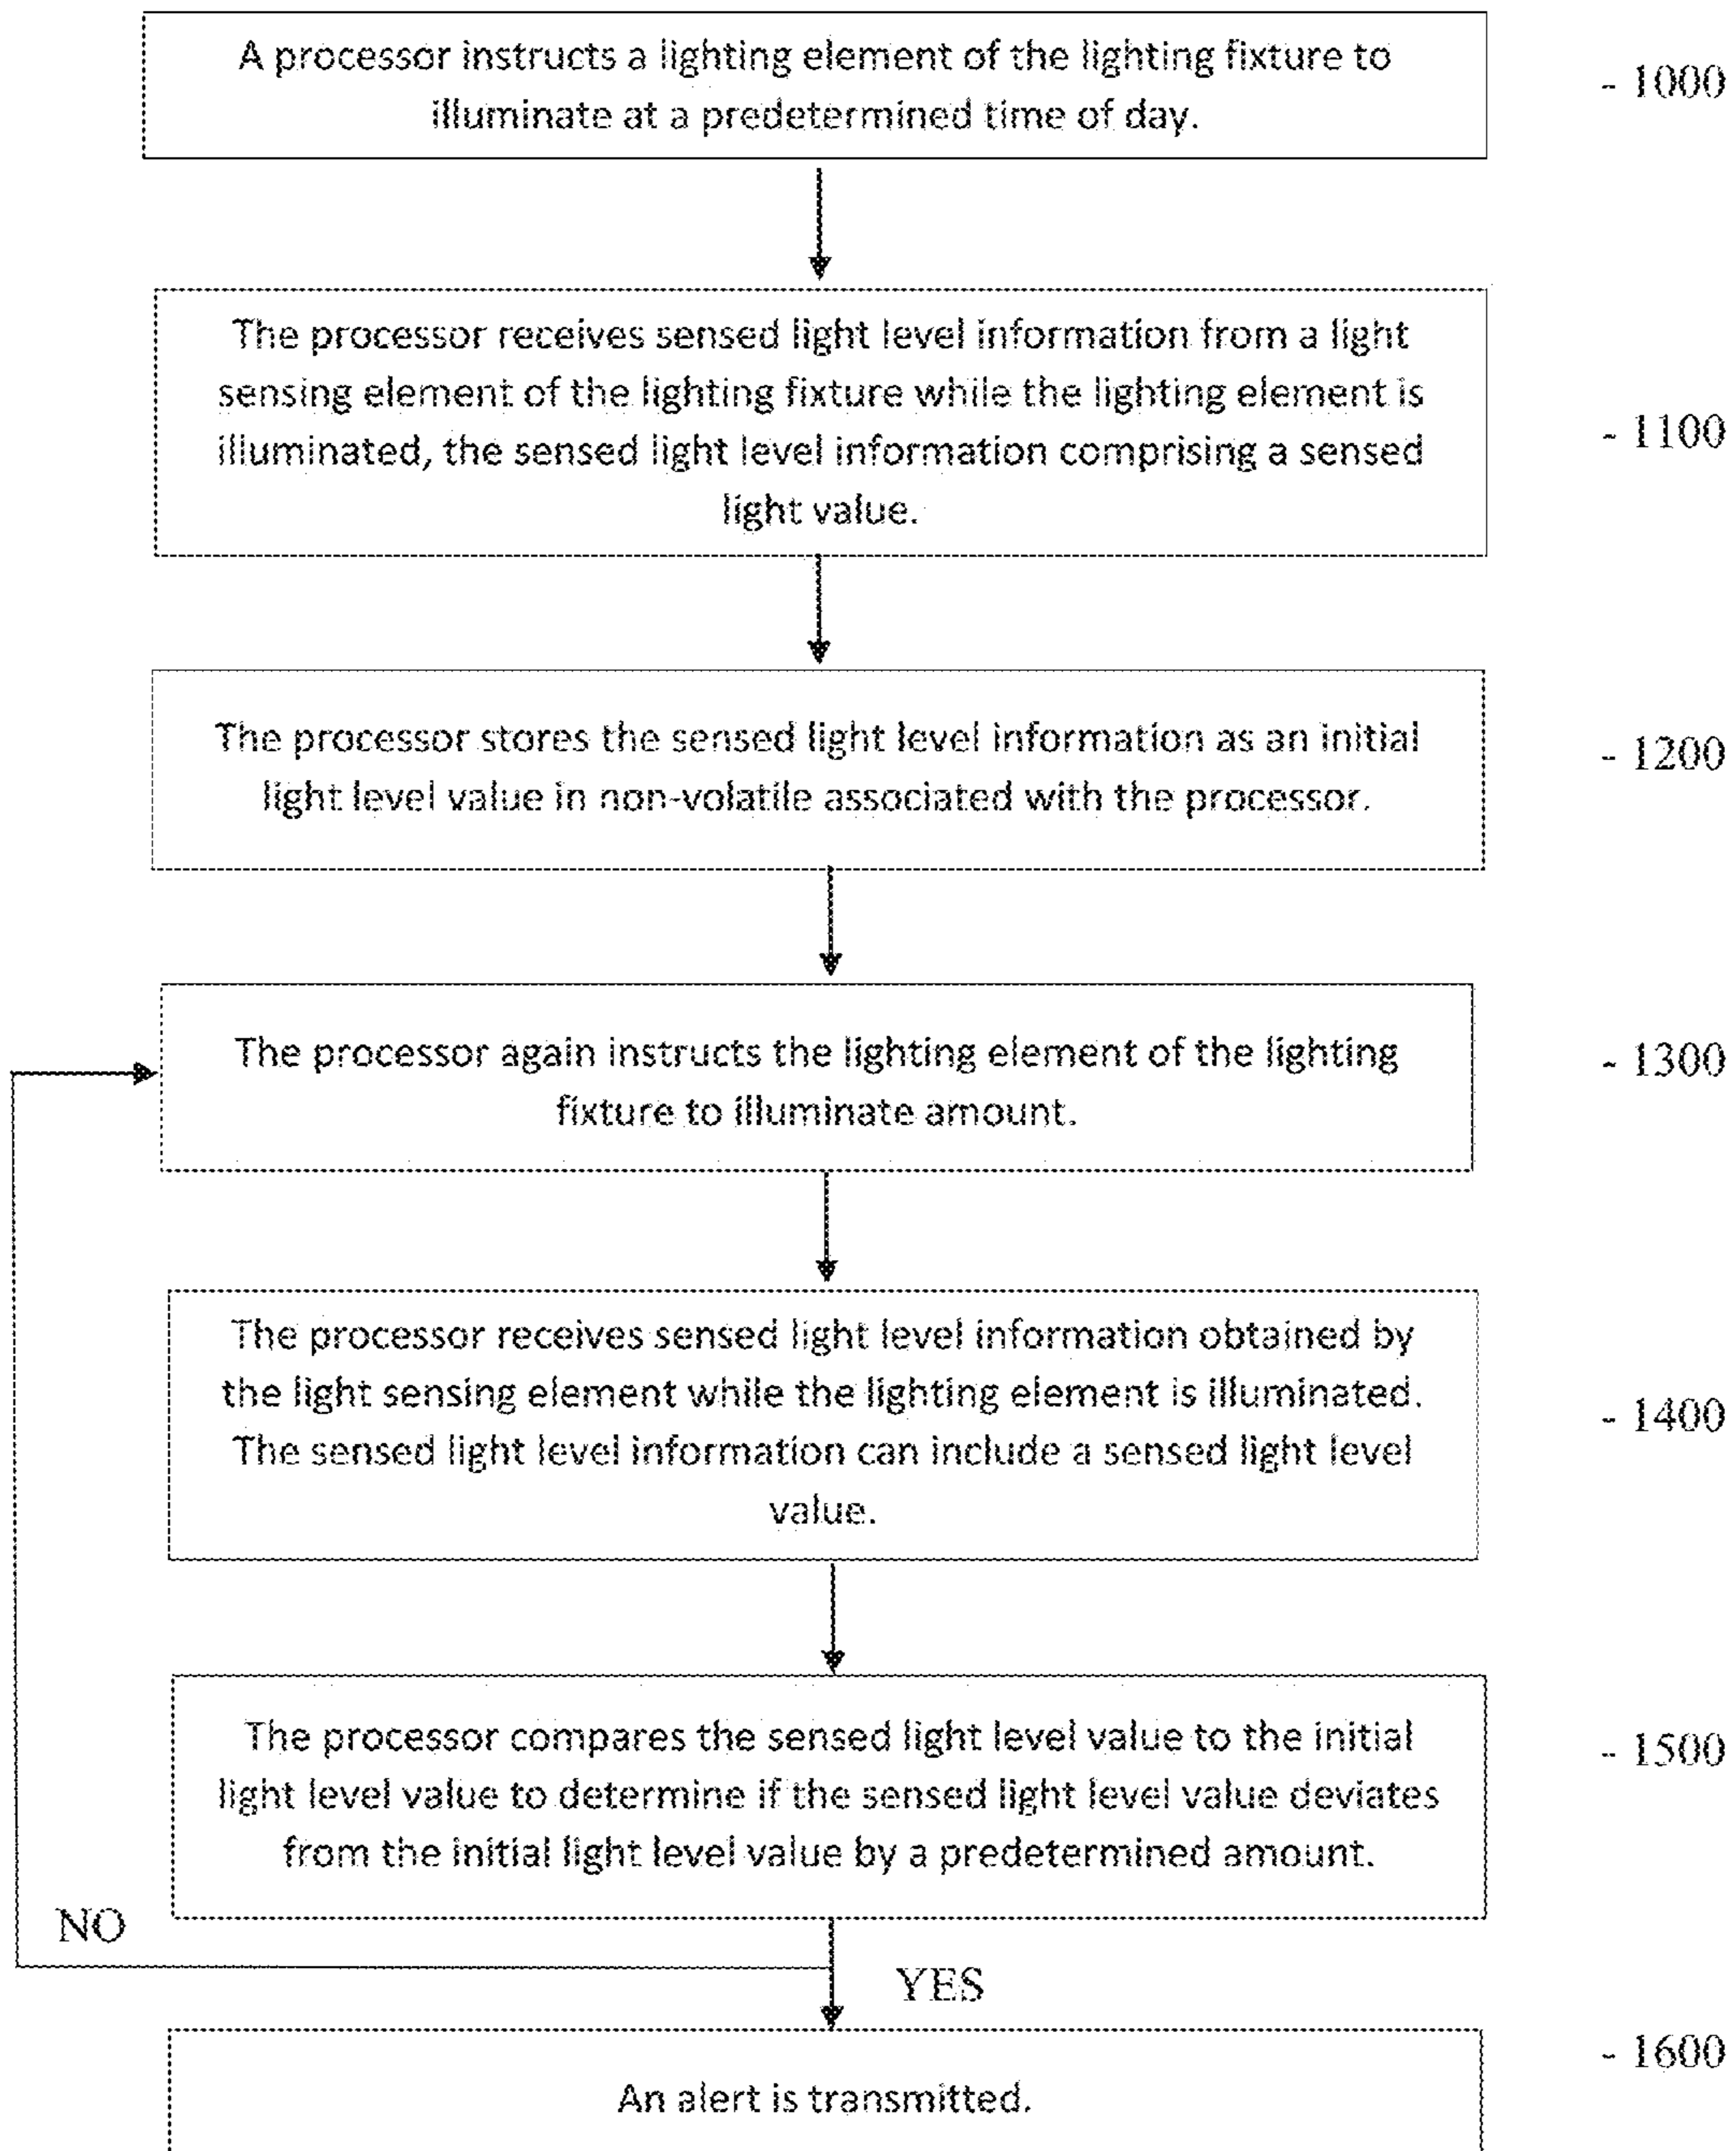 A processor instructs a lighting element of the lighting fixture to
illuminate at a predetermined time of day.
- 1000
The processor receives sensed light level information from a light
sensing element of the lighting fixture while the lighting element is
illuminated, the sensed light level information comprising a sensed
light value.
- 1100
The processor stores the sensed light level information as an initial
light level value in non-volatile associated with the processor.
- 1200
The processor again instructs the lighting element of the lighting
fixture to illuminate amount.
- 1300
The processor receives sensed light level information obtained by
the light sensing element while the lighting element is illuminated.
The sensed light level information can include a sensed light level
value.
- 1400
The processor compares the sensed light level value to the initial
light level value to determine if the sensed light level value deviates
from the initial light level value by a predetermined amount.
- 1500
NO
YES
An alert is transmitted.
- 1600